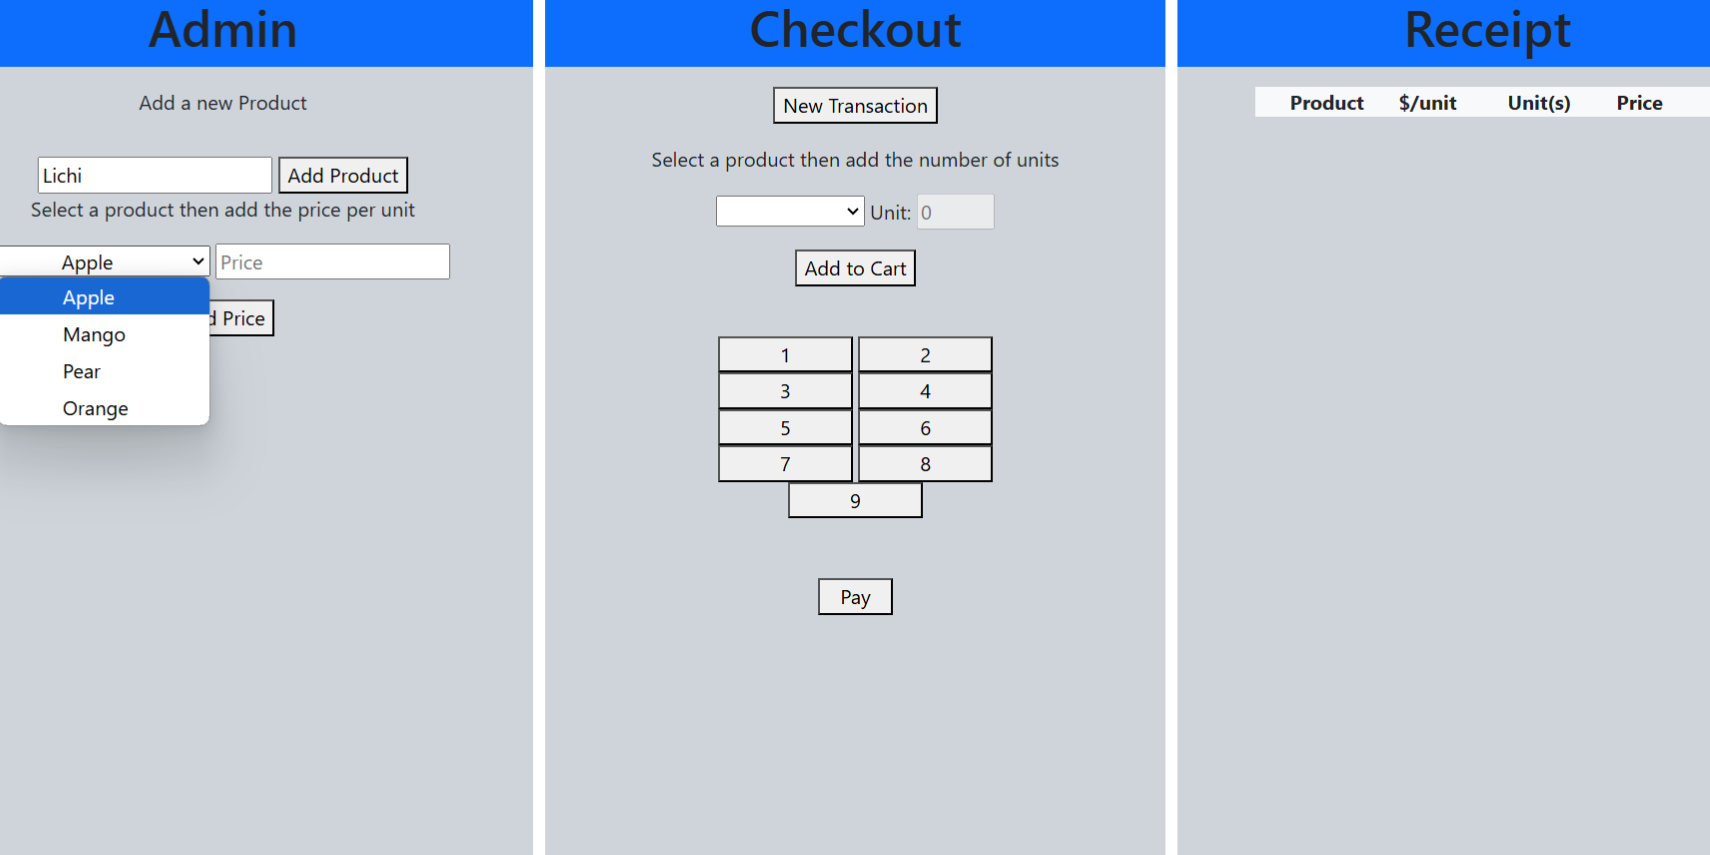 Admin
Add a new Product
Lichi
Add Product
Select a product then add the price per unit
Apple
Price
Apple
Mango
Pear
Orange
Price
Checkout
New Transaction
Select a product then add the number of units
Unit: 0
Add to Cart
1 2
3 4
5 6
7 8
9
Pay
Receipt
Product $/unit Unit(s) Price